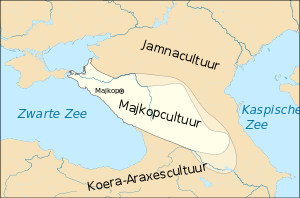 Jamnacultuur
Majkop
Majkopcultuur
Zwarte Zee
Kaspische
Zee
Koera-Araxescultuur